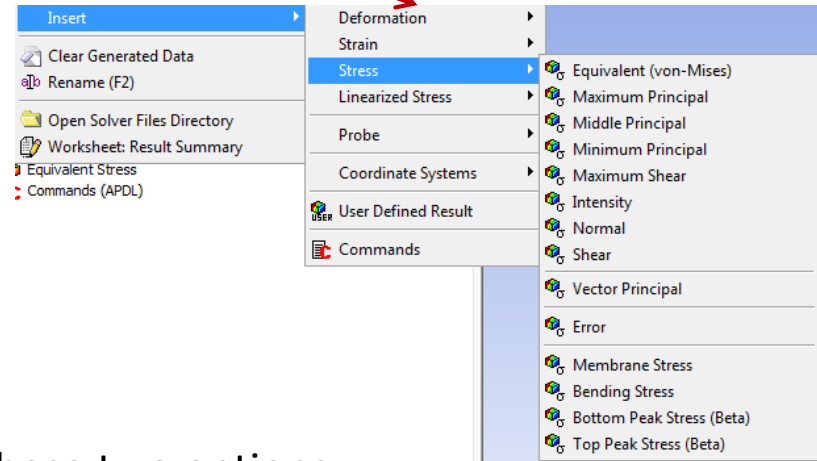 Insert
Clear Generated Data
Rename (F2)
Open Solver Files Directory
Worksheet: Result Summary
Equivalent Stress
Commands (APDL)
Deformation
Strain
Stress
Linearized Stress
Probe
Coordinate Systems
USER User Defined Result
Commands
Equivalent (von-Mises)
Maximum Principal
Middle Principal
Minimum Principal
Maximum Shear
Intensity
Normal
Shear
Vector Principal
Error
Membrane Stress
Bending Stress
Bottom Peak Stress (Beta)
Top Peak Stress (Beta)